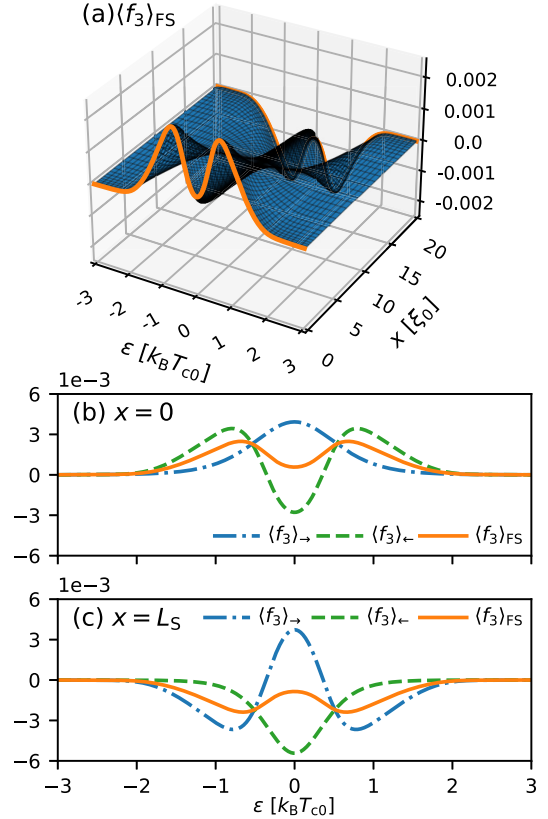 (a)⟨f₃⟩FS
0.002
0.001
0.0
-0.001
-0.002
20
15
10
5
0
x [ξ₀]
-3
-2
-1
0
1
2
3
ε [kBTc0]
1e−3
(b) x = 0
6
3
0
−3
−6
⟨f₃⟩→ ⟨f₃⟩← ⟨f₃⟩FS
1e−3
(c) x = LS
⟨f₃⟩→ ⟨f₃⟩← ⟨f₃⟩FS
6
3
0
−3
−6
−3 −2 −1 0 1 2 3
ε [kBTc0]